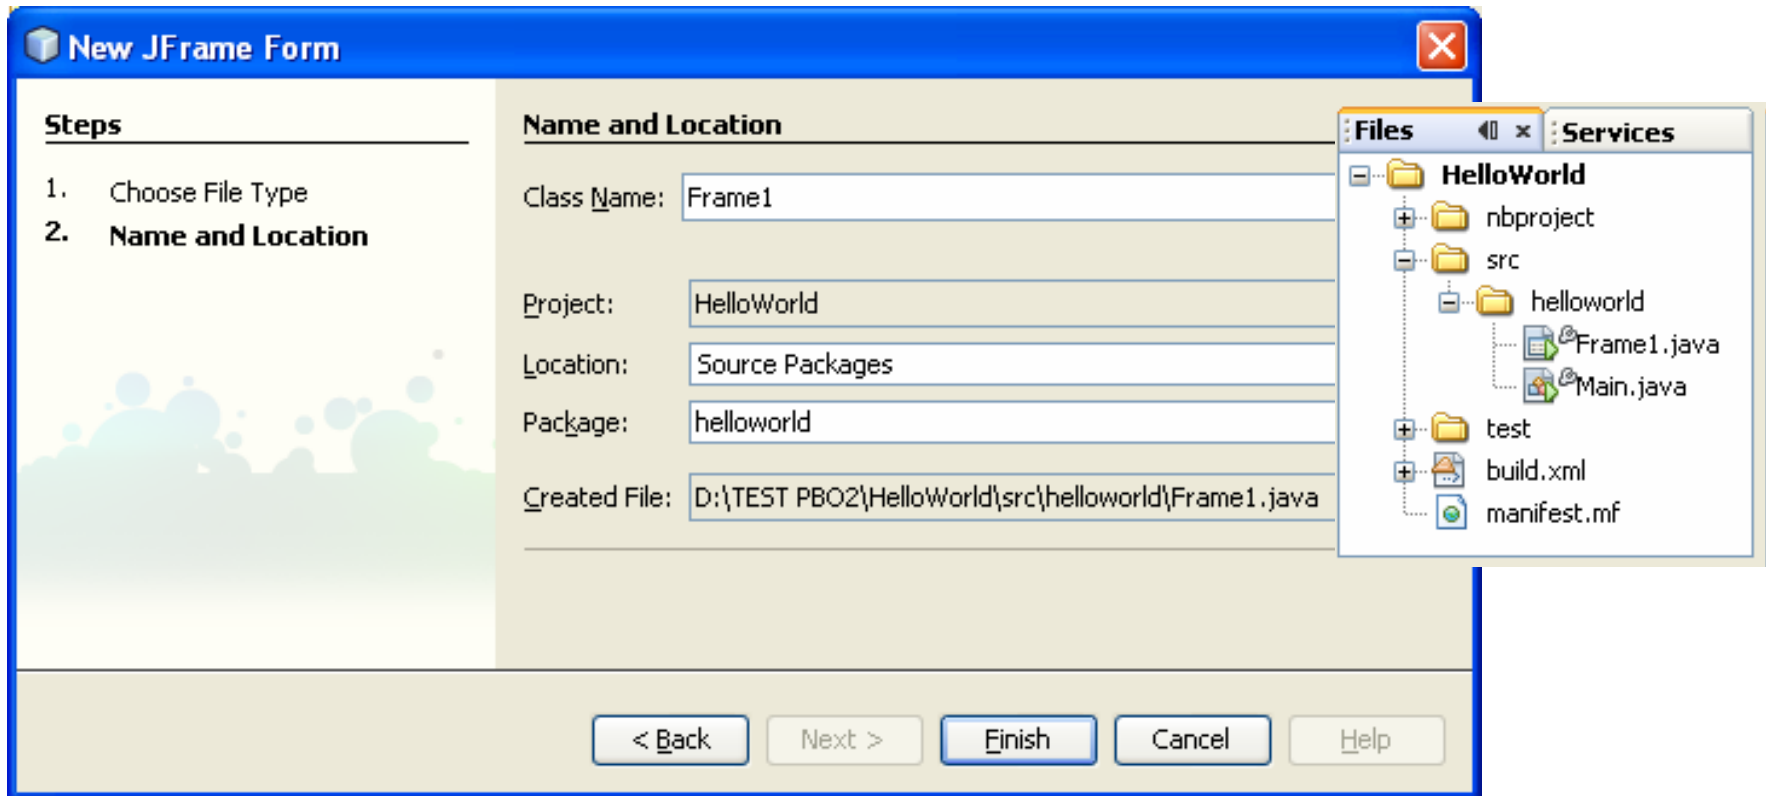 New JFrame Form
Steps
1. Choose File Type
2. Name and Location
Name and Location
Class Name: Frame1
Project: HelloWorld
Location: Source Packages
Package: helloworld
Created File: D:\TEST PBO2\HelloWorld\src\helloworld\Frame1.java
< Back Next > Finish Cancel Help
Files Services
HelloWorld
nbproject
src
helloworld
Frame1.java
Main.java
test
build.xml
manifest.mf